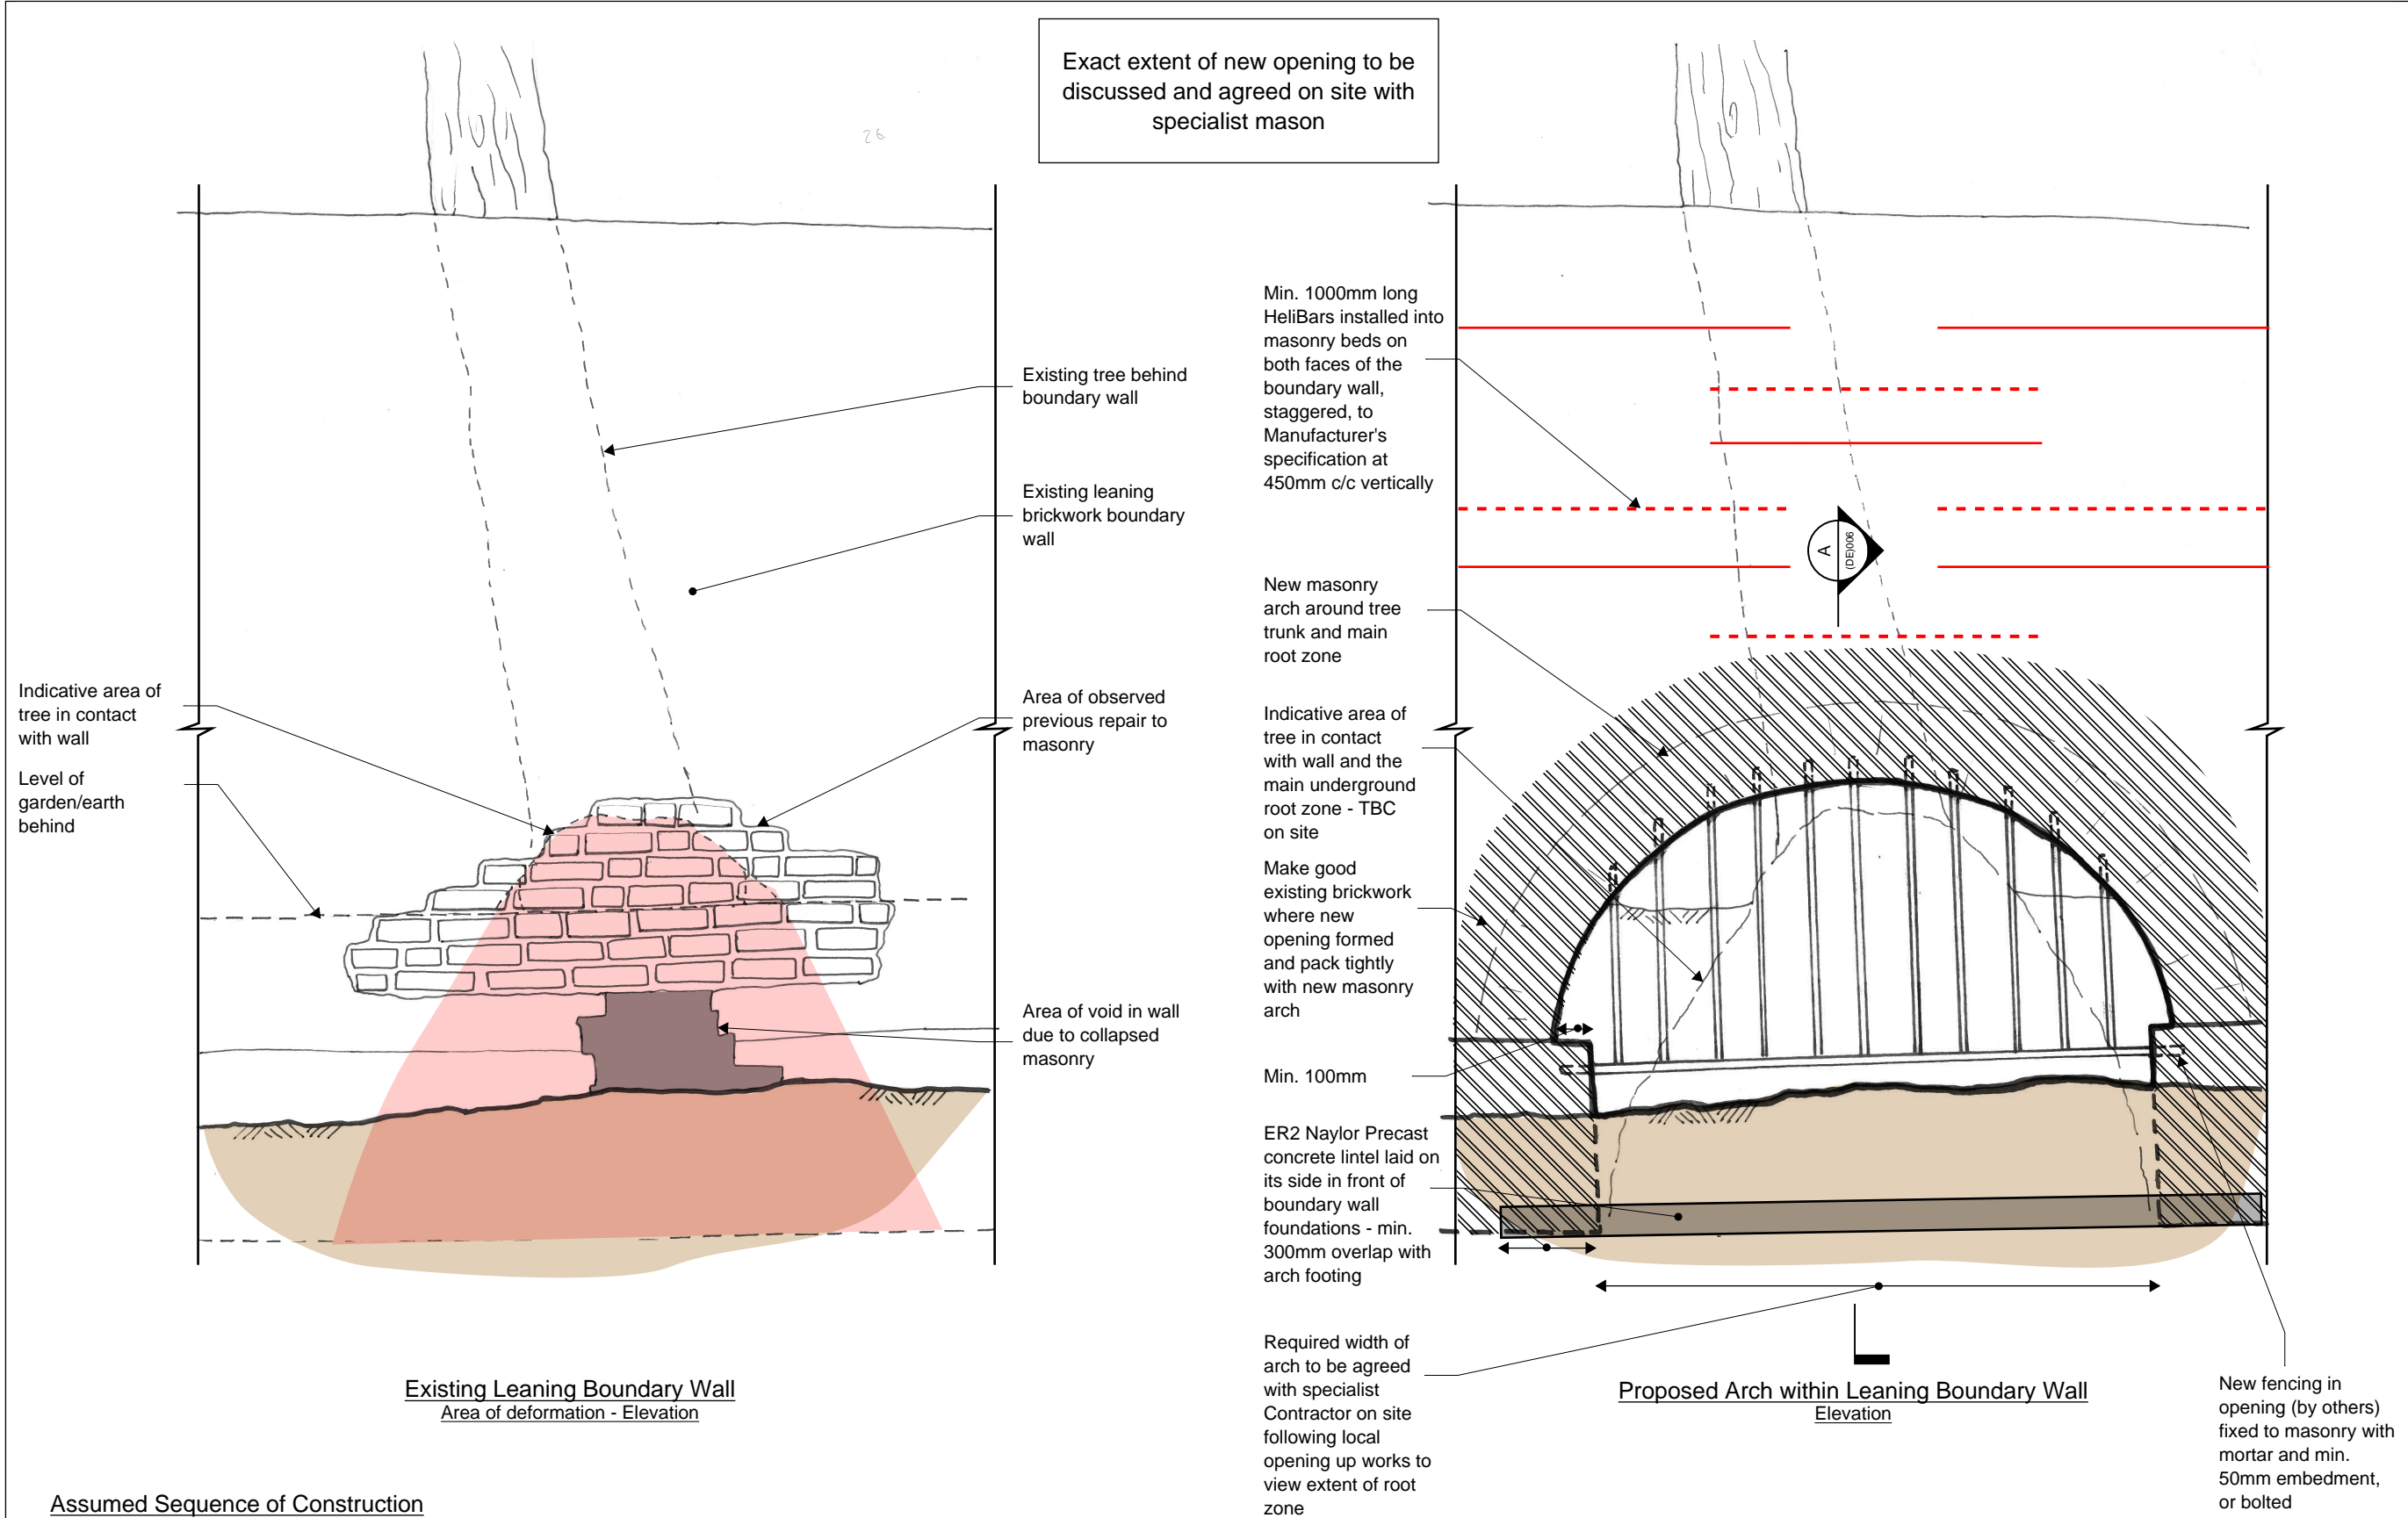 Exact extent of new opening to be
discussed and agreed on site with
specialist mason
26
Existing tree behind
boundary wall
Existing leaning
brickwork boundary
wall
Indicative area of
tree in contact
with wall
Level of
garden/earth
behind
Area of observed
previous repair to
masonry
Area of void in wall
due to collapsed
masonry
Existing Leaning Boundary Wall
Area of deformation - Elevation
Assumed Sequence of Construction
Min. 1000mm long
HeliBars installed into
masonry beds on
both faces of the
boundary wall,
staggered, to
Manufacturer's
specification at
450mm c/c vertically
A
(DE)006
New masonry
arch around tree
trunk and main
root zone
Indicative area of
tree in contact
with wall and the
main underground
root zone - TBC
on site
Make good
existing brickwork
where new
opening formed
and pack tightly
with new masonry
arch
Min. 100mm
ER2 Naylor Precast
concrete lintel laid on
its side in front of
boundary wall
foundations - min.
300mm overlap with
arch footing
Required width of
arch to be agreed
with specialist
Contractor on site
following local
opening up works to
view extent of root
zone
Proposed Arch within Leaning Boundary Wall
Elevation
New fencing in
opening (by others)
fixed to masonry with
mortar and min.
50mm embedment,
or bolted